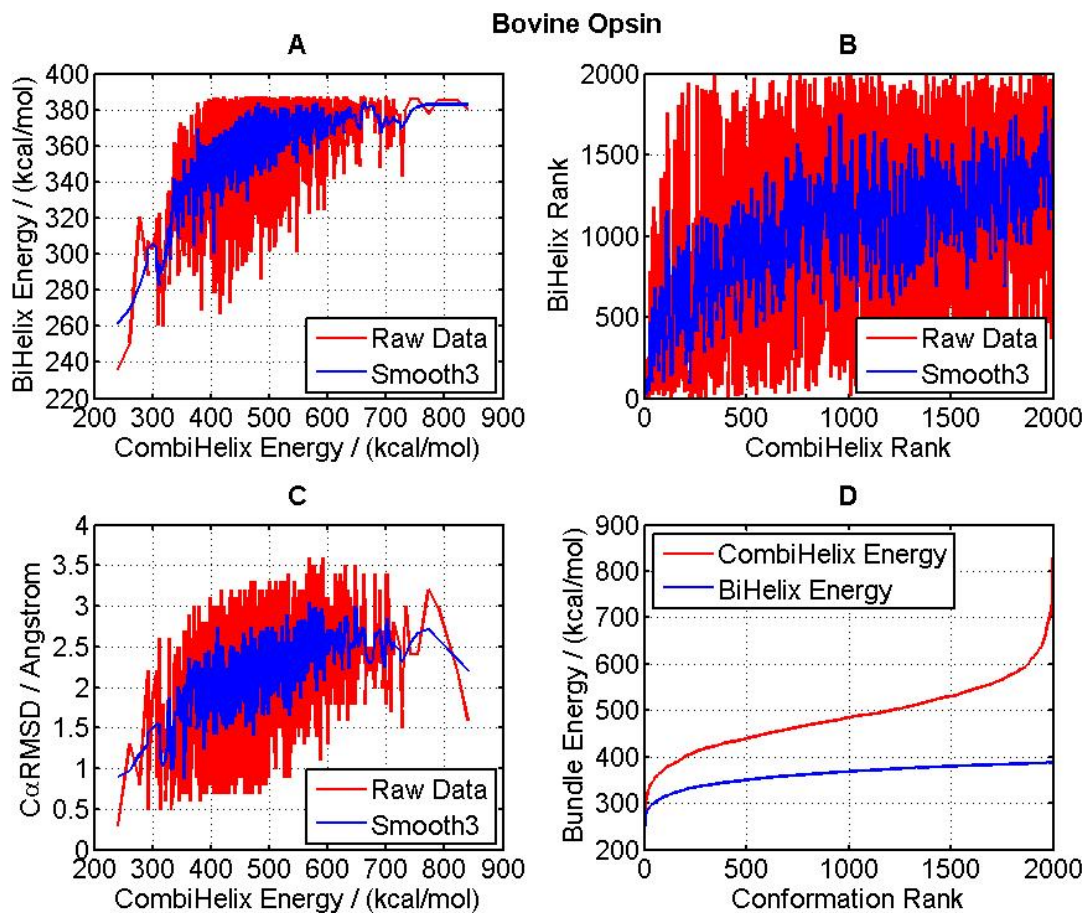 Bovine Opsin
A
400
380
360
340
320
300
280
260
240
220
200 300 400 500 600 700 800 900
BiHelix Energy / (kcal/mol)
CombiHelix Energy / (kcal/mol)
Raw Data
Smooth3
B
2000
1500
1000
500
0
0 500 1000 1500 2000
BiHelix Rank
CombiHelix Rank
Raw Data
Smooth3
C
4
3.5
3
2.5
2
1.5
1
0.5
0
200 300 400 500 600 700 800 900
CαRMSD / Angstrom
CombiHelix Energy / (kcal/mol)
Raw Data
Smooth3
D
900
800
700
600
500
400
300
200
0 500 1000 1500 2000
Bundle Energy / (kcal/mol)
Conformation Rank
CombiHelix Energy
BiHelix Energy